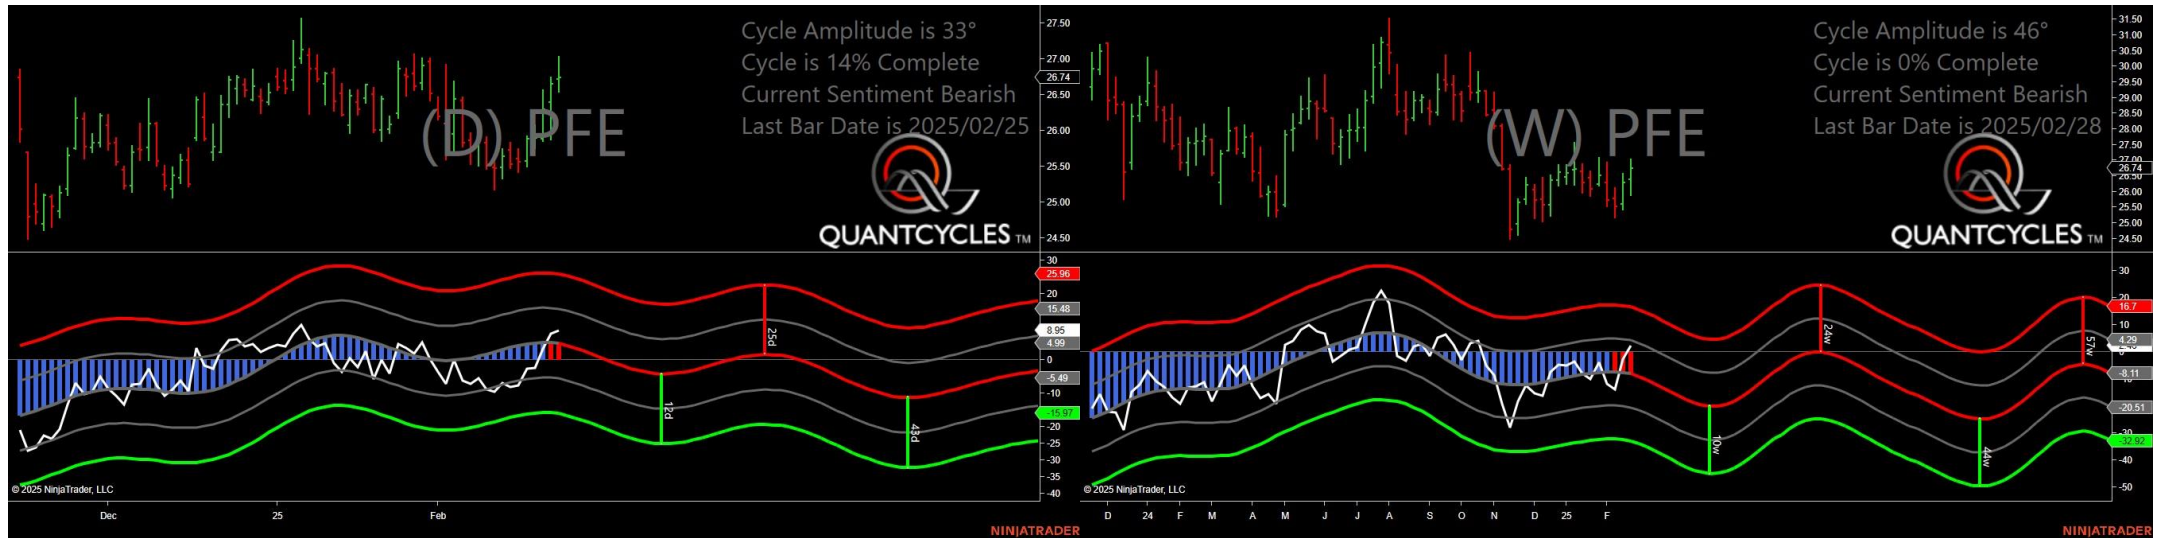 Cycle Amplitude is 33°
Cycle is 14% Complete
Current Sentiment Bearish
Last Bar Date is 2025/02/25
(D) PFE
QUANTCYCLES TM
27.50
27.00
26.74
26.50
26.00
25.50
25.00
24.50
30
25.96
20
15.48
8.95
4.99
0
-5.49
-10
-15.97
-20
-25
-30
-35
-40
25d
12d
43d
© 2025 NinjaTrader, LLC
Dec
25
Feb
NINJATRADER
Cycle Amplitude is 46°
Cycle is 0% Complete
Current Sentiment Bearish
Last Bar Date is 2025/02/28
(W) PFE
QUANTCYCLES TM
31.50
31.00
30.50
30.00
29.50
29.00
28.50
28.00
27.50
27.00
26.74
26.50
26.00
25.50
25.00
24.50
30
20
16.7
10
4.29
-8.11
-20.51
-30
-32.92
-40
-50
24w
57w
10w
44w
© 2025 NinjaTrader, LLC
D 24 F M A M J J A S O N D 25 F
NINJATRADER